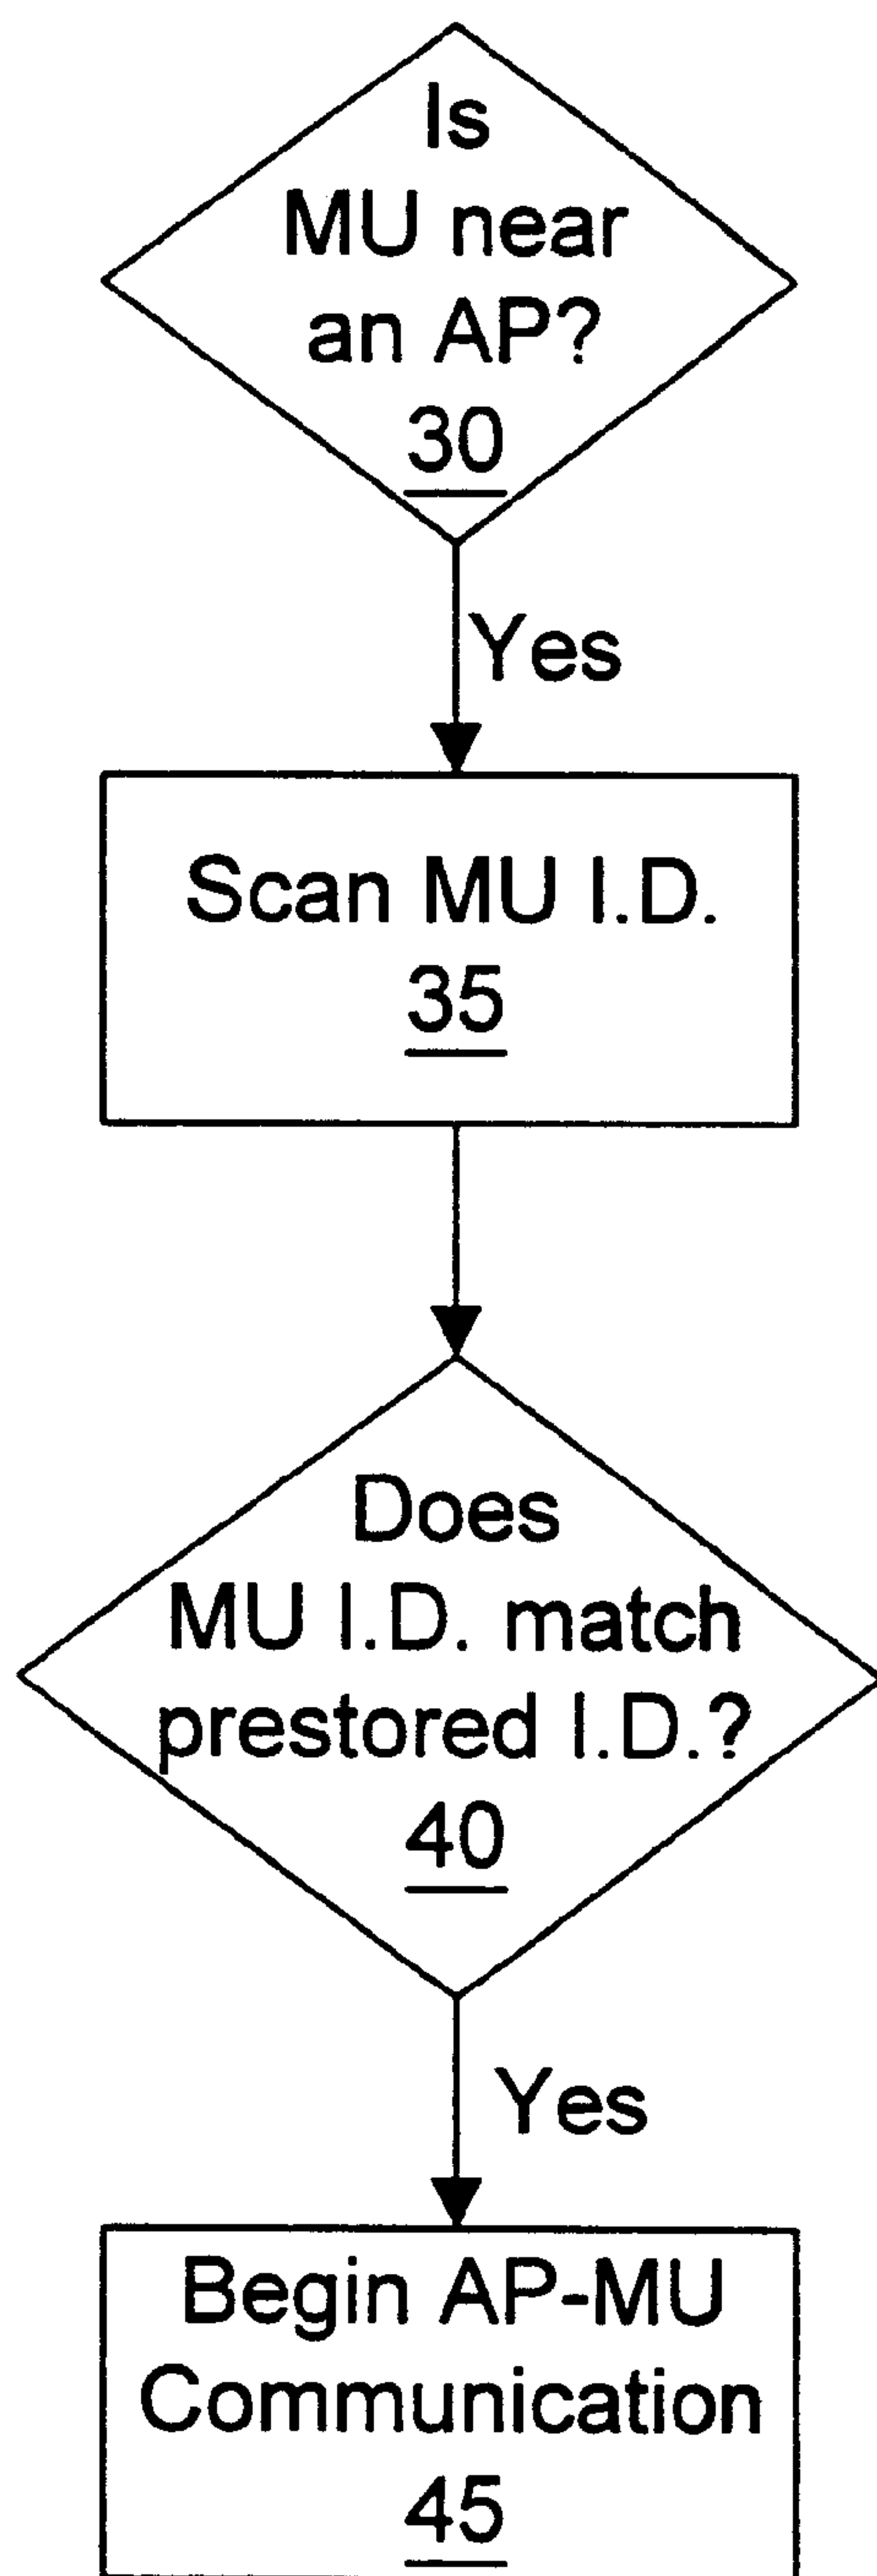 Is
MU near
an AP?
30
Yes
Scan MU I.D.
35
Does
MU I.D. match
prestored I.D.?
40
Yes
Begin AP-MU
Communication
45